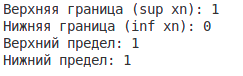 Верхняя граница (sup xn): 1
Нижняя граница (inf xn): 0
Верхний предел: 1
Нижний предел: 1